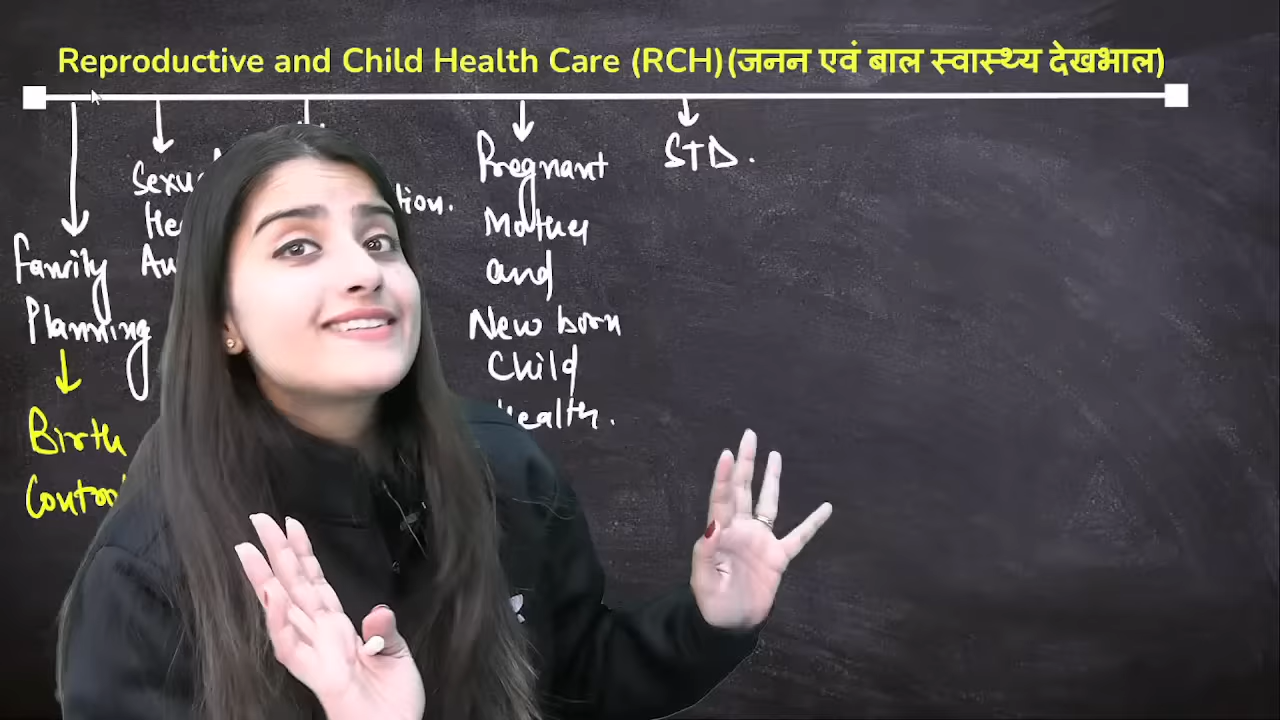 Reproductive and Child Health Care (RCH)(जनन एवं बाल स्वास्थ्य देखभाल)
Family
Planning
Birth
Pregnant
Mother
and
New born
Child
STD.